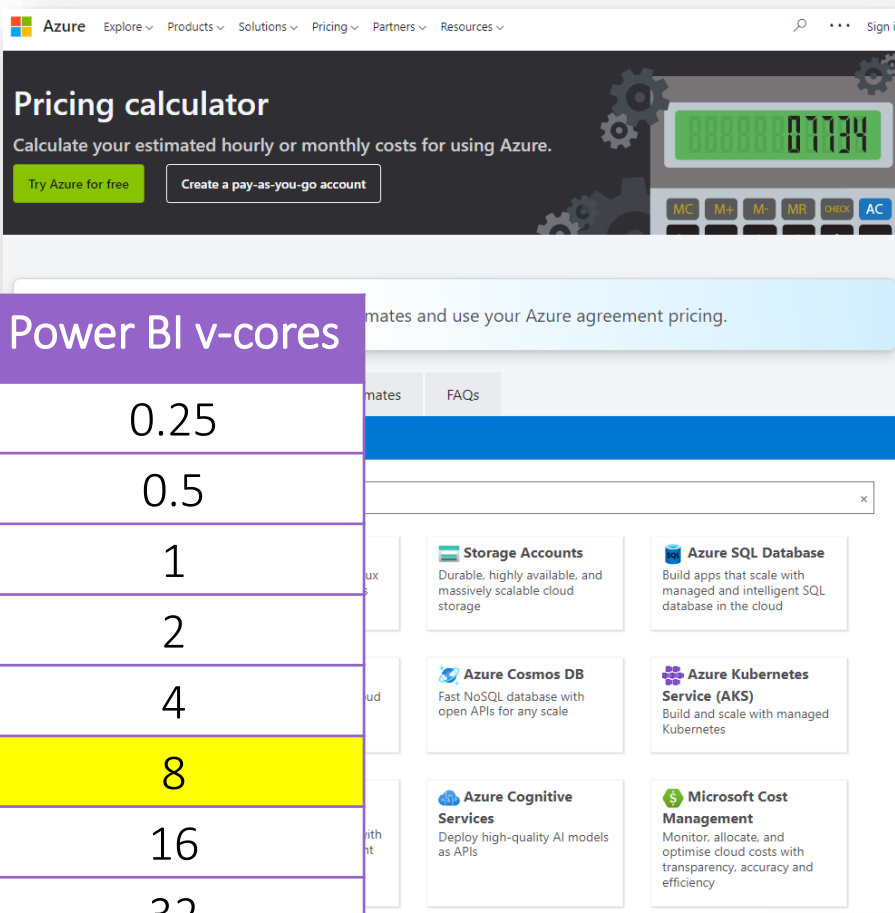 Azure Explore Products Solutions Pricing Partners Resources Sign i
Pricing calculator
Calculate your estimated hourly or monthly costs for using Azure.
Try Azure for free Create a pay-as-you-go account
07734
MC M+ M- MR CHECK AC
mates and use your Azure agreement pricing.
Power BI v-cores
mates FAQs
0.25
0.5
1
2
4
8
16
32
ux
s
Storage Accounts
Durable, highly available, and
massively scalable cloud
storage
Azure SQL Database
Build apps that scale with
managed and intelligent SQL
database in the cloud
ud
Azure Cosmos DB
Fast NoSQL database with
open APIs for any scale
Azure Kubernetes
Service (AKS)
Build and scale with managed
Kubernetes
ith
nt
Azure Cognitive
Services
Deploy high-quality AI models
as APIs
Microsoft Cost
Management
Monitor, allocate, and
optimise cloud costs with
transparency, accuracy and
efficiency